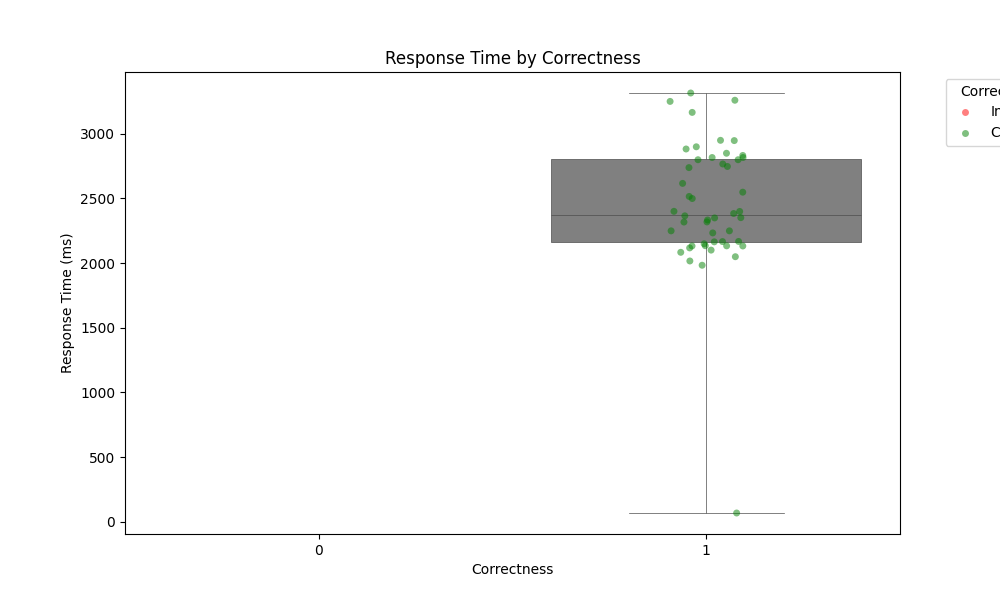 Response Time by Correctness
Response Time (ms)
3000
2500
2000
1500
1000
500
0
0
1
Correctness
Correc
In
C